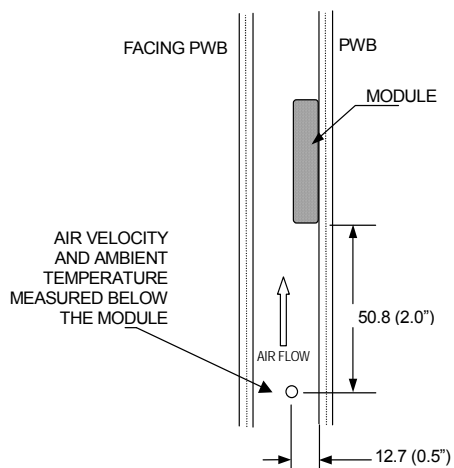 FACING PWB
PWB
MODULE
AIR VELOCITY
AND AMBIENT
TEMPERATURE
MEASURED BELOW
THE MODULE
AIR FLOW
50.8 (2.0”)
12.7 (0.5”)